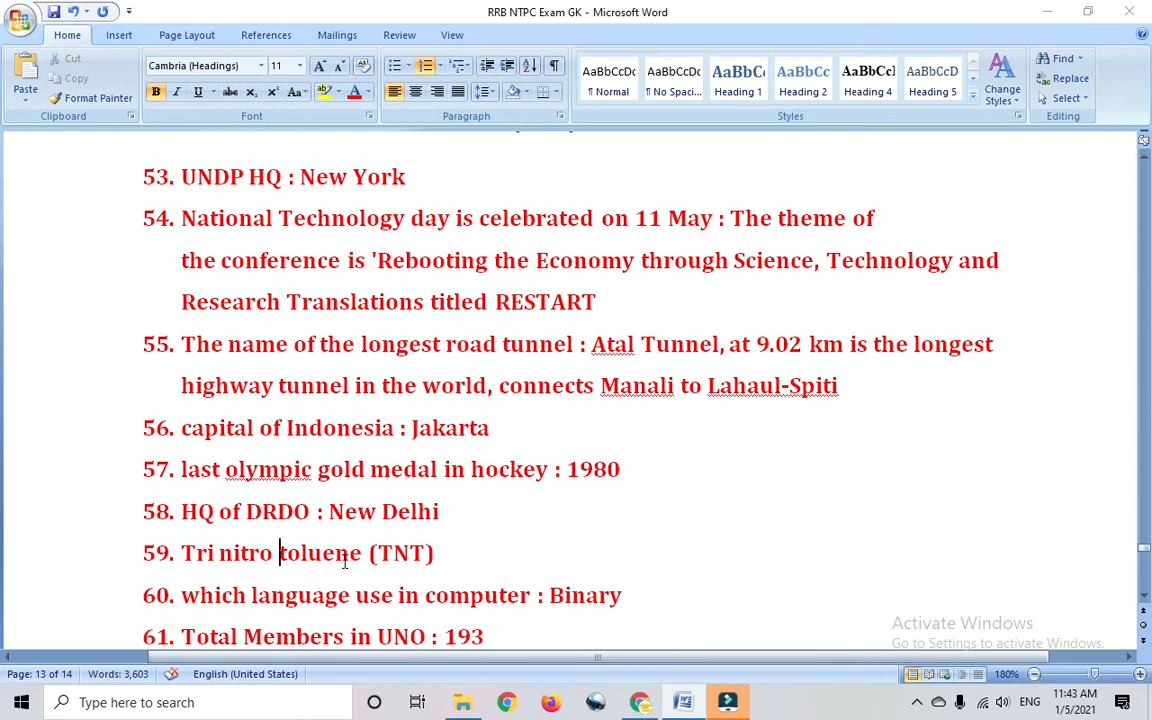 RRB NTPC Exam GK - Microsoft Word
Home Insert Page Layout References Mailings Review View
Paste
Cut
Copy
Format Painter
Clipboard
Cambria (Headings) 11
B I U abc X₂ X² Aa
Font
Paragraph
AaBbCcDc AaBbCcDc AaBbC AaBbCc AaBbCcI AaBbCcD
¶ Normal ¶ No Spaci... Heading 1 Heading 2 Heading 4 Heading 5
Change
Styles
Styles
Find
Replace
Select
Editing
53. UNDP HQ : New York
54. National Technology day is celebrated on 11 May : The theme of
the conference is 'Rebooting the Economy through Science, Technology and
Research Translations titled RESTART
55. The name of the longest road tunnel : Atal Tunnel, at 9.02 km is the longest
highway tunnel in the world, connects Manali to Lahaul-Spiti
56. capital of Indonesia : Jakarta
57. last olympic gold medal in hockey : 1980
58. HQ of DRDO : New Delhi
59. Tri nitro toluene (TNT)
60. which language use in computer : Binary
61. Total Members in UNO : 193
Activate Windows
Go to Settings to activate Windows.
Page: 13 of 14 Words: 3,603 English (United States) 180%
Type here to search
ENG
11:43 AM
1/5/2021